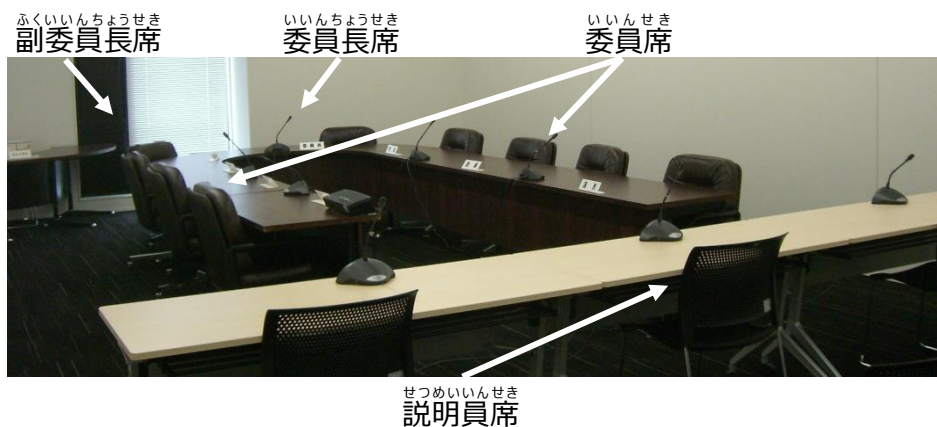 ふくいいんちょうせき
副委員長席
いいんちょうせき
委員長席
いいんせき
委員席
せつめいいんせき
説明員席